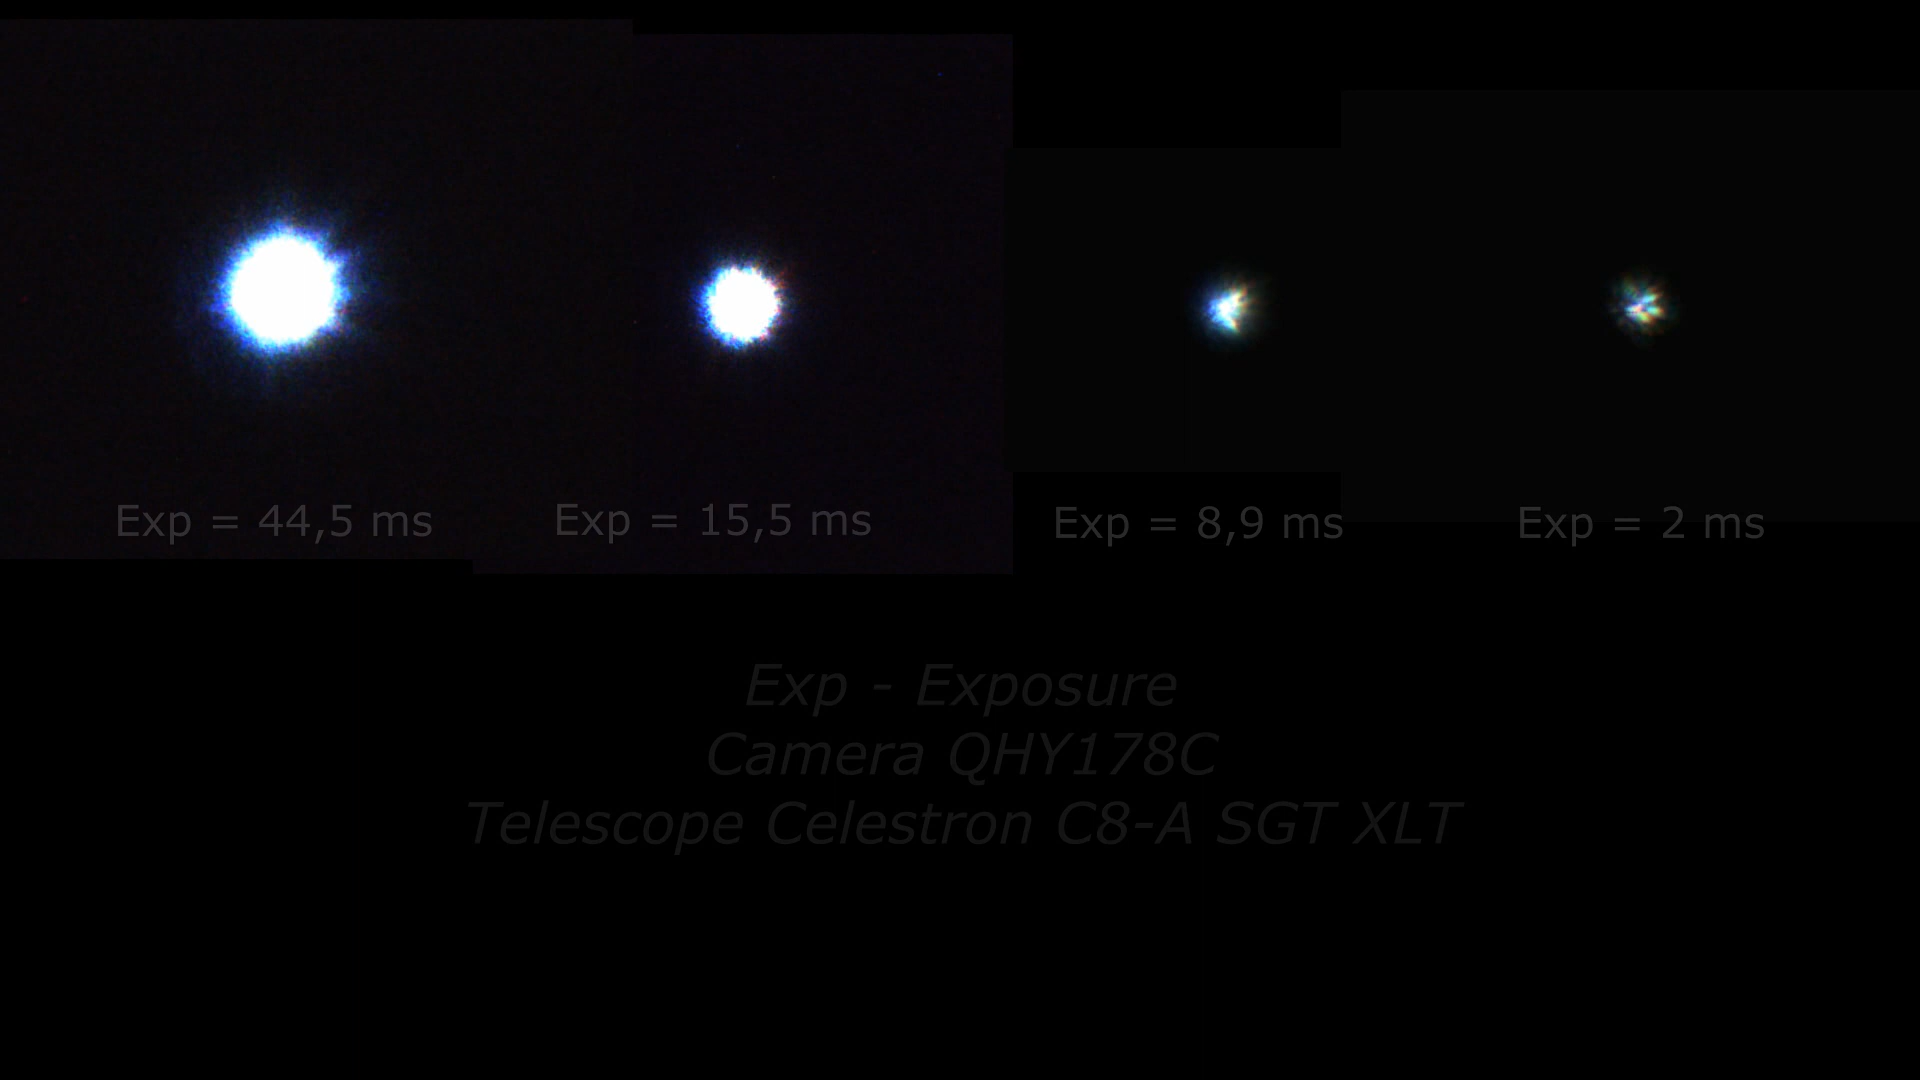 Exp = 44,5 ms
Exp = 15,5 ms
Exp = 8,9 ms
Exp = 2 ms
Exp - Exposure
Camera QHY178C
Telescope Celestron C8-A SGT XLT